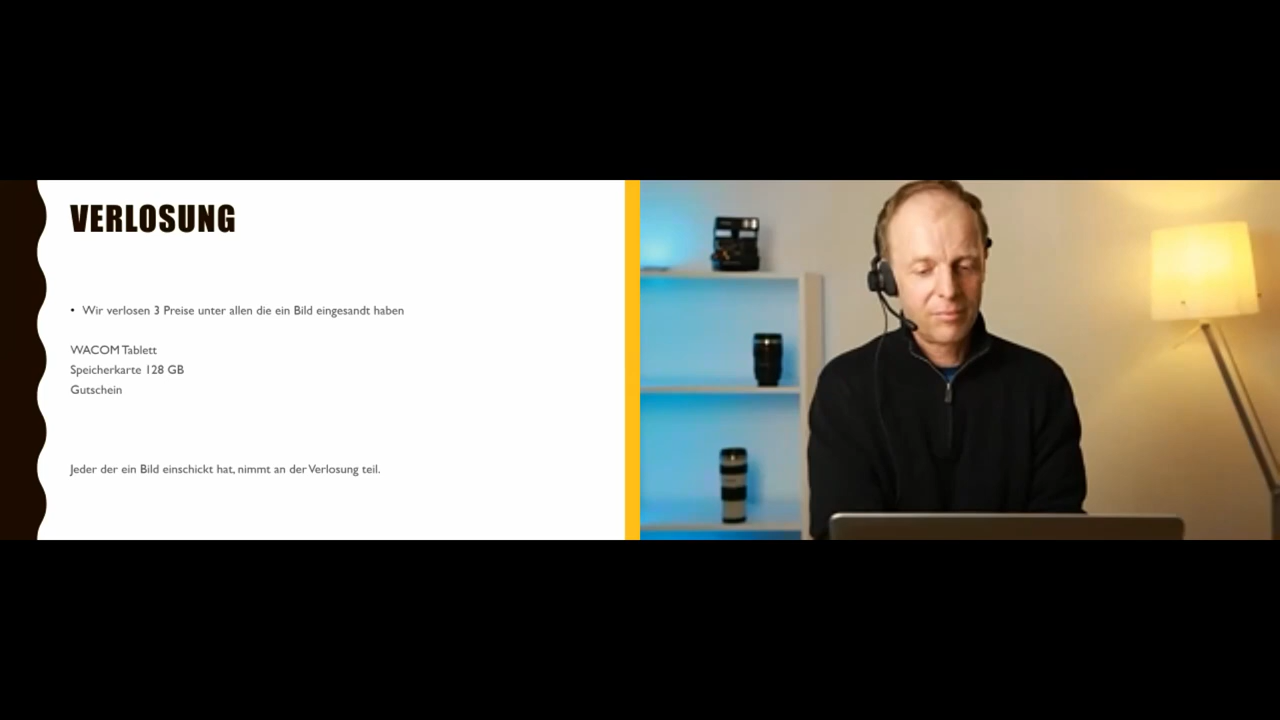 VERLOSUNG
• Wir verlosen 3 Preise unter allen die ein Bild eingesandt haben
WACOM Tablett
Speicherkarte 128 GB
Gutschein
Jeder der ein Bild einschickt hat, nimmt an der Verlosung teil.